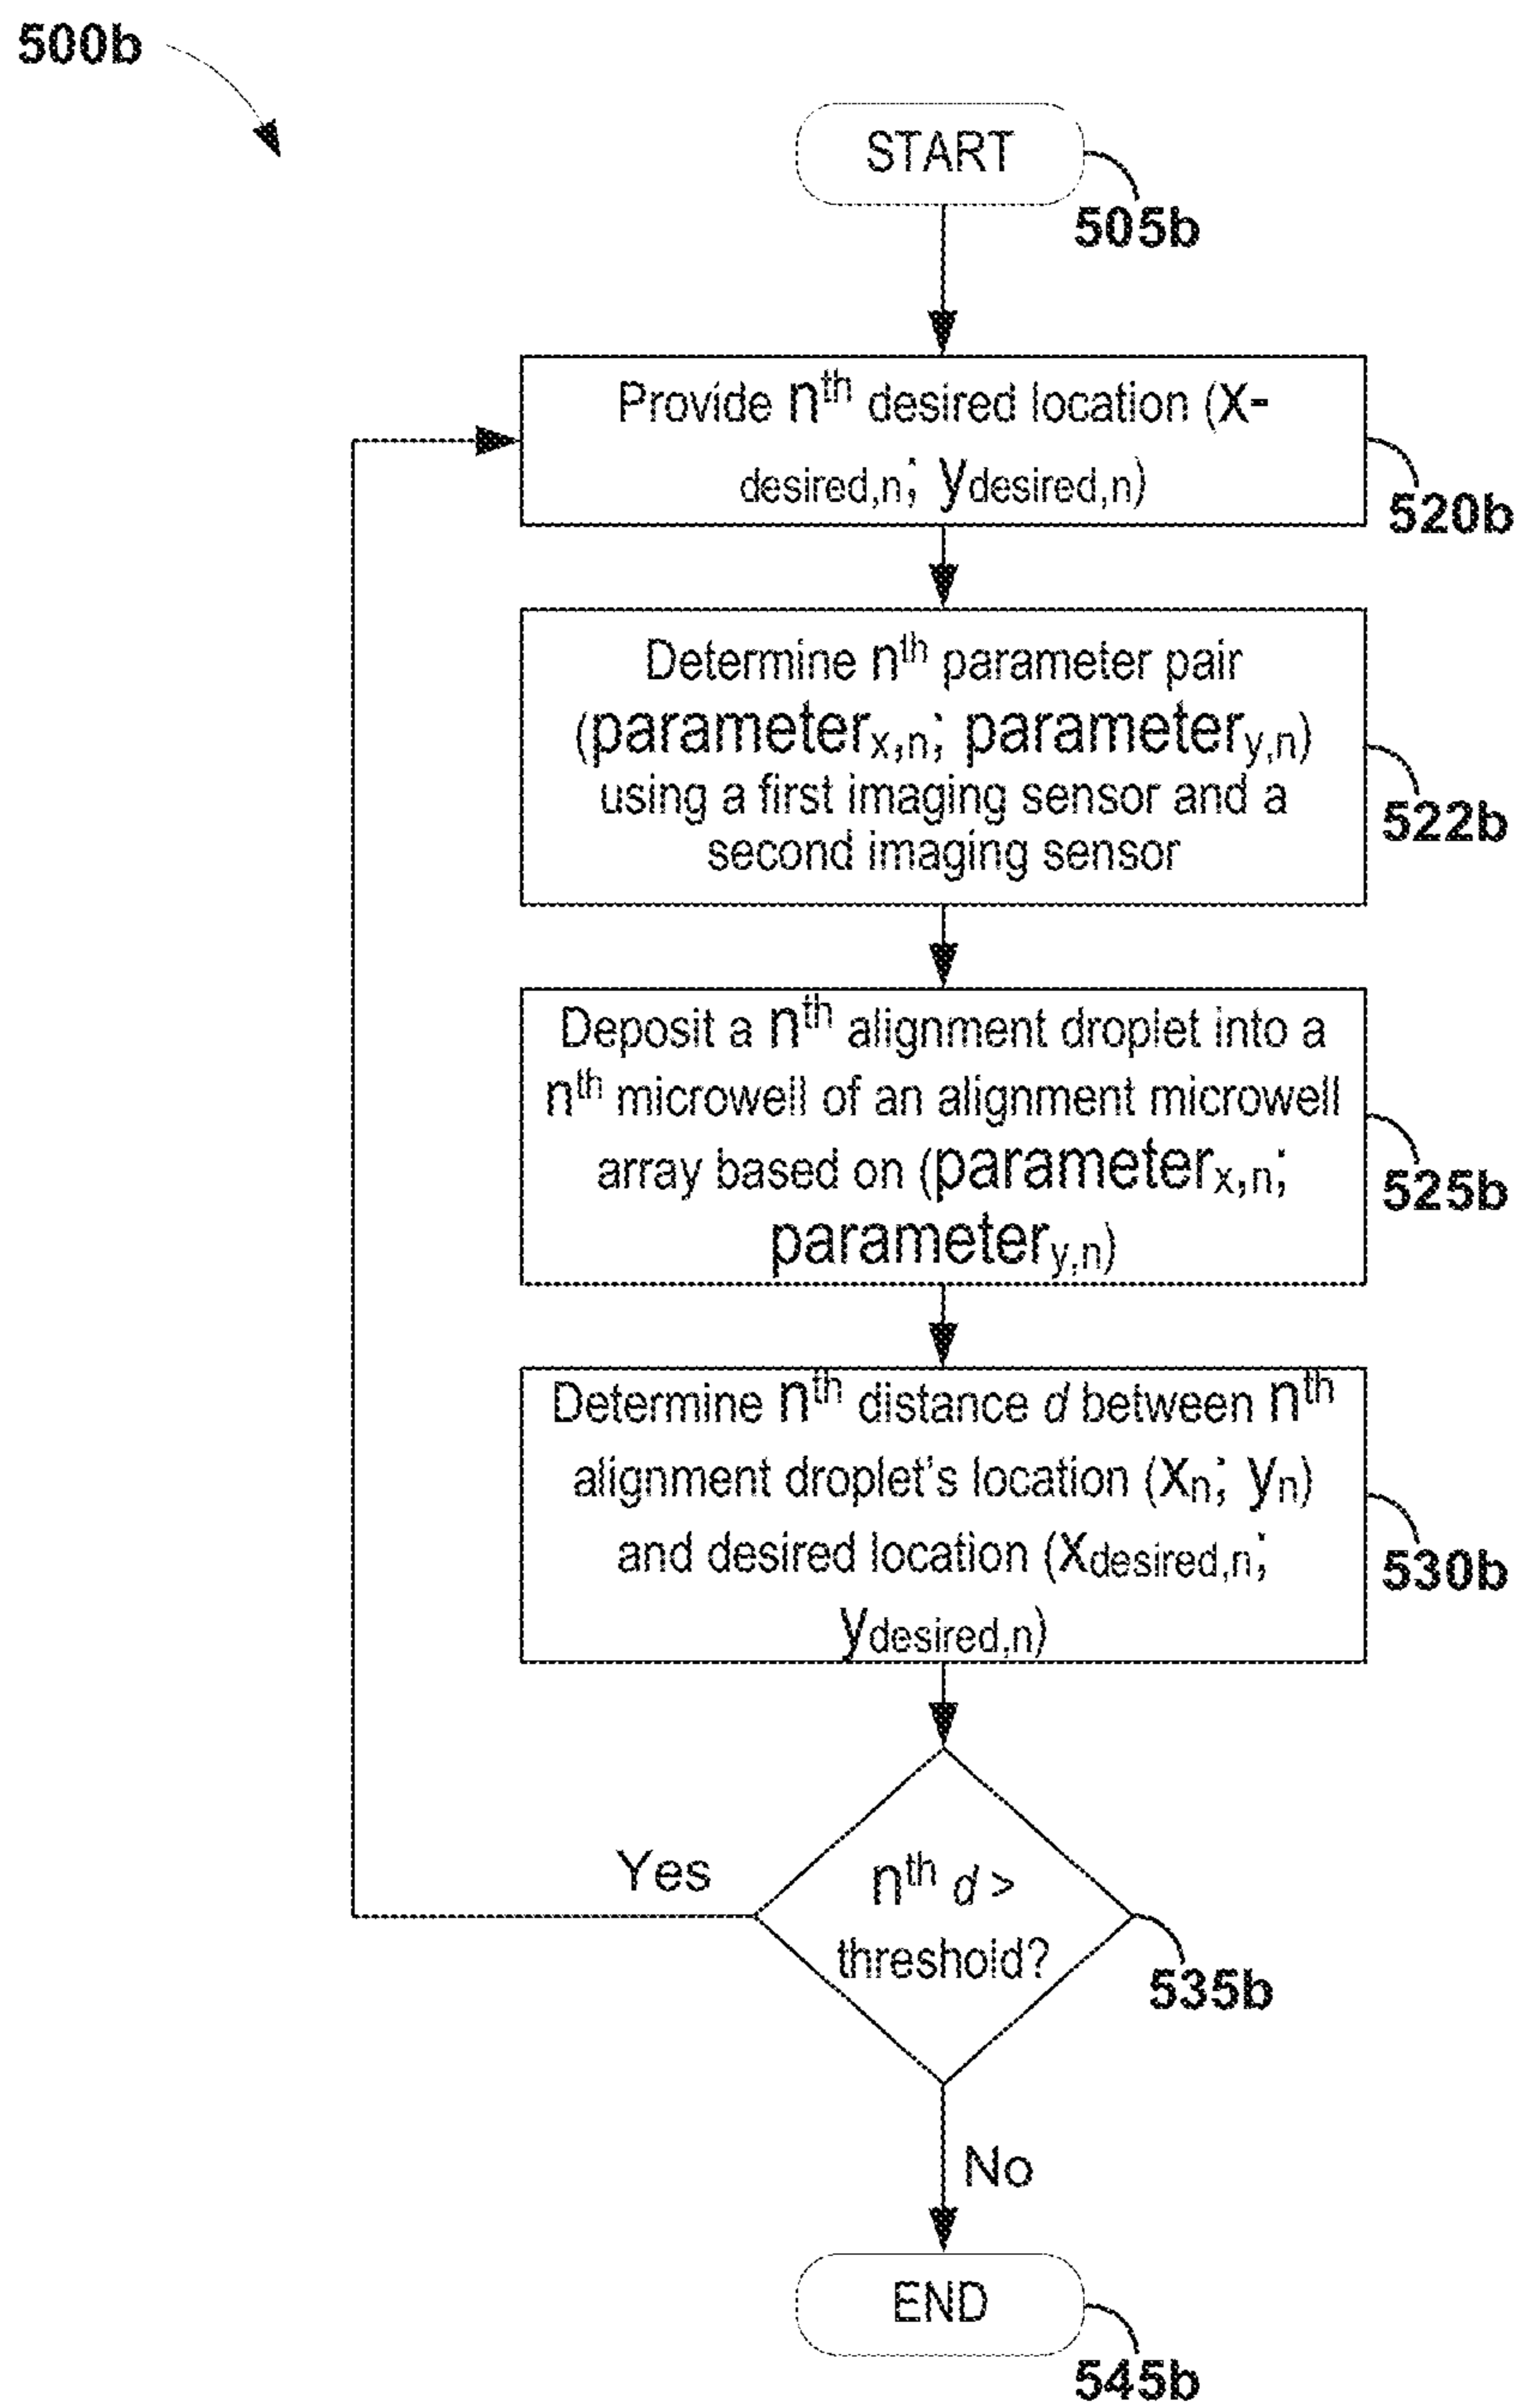 500b
START
505b
Provide nth desired location (x-
desired,n; ydesired,n)
520b
Determine nth parameter pair
(parameterx,n; parametery,n)
using a first imaging sensor and a
second imaging sensor
522b
Deposit a nth alignment droplet into a
nth microwell of an alignment microwell
array based on (parameterx,n;
parametery,n)
525b
Determine nth distance d between nth
alignment droplet's location (xn; yn)
and desired location (xdesired,n;
ydesired,n)
530b
Yes
nth d >
threshold?
535b
No
END
545b